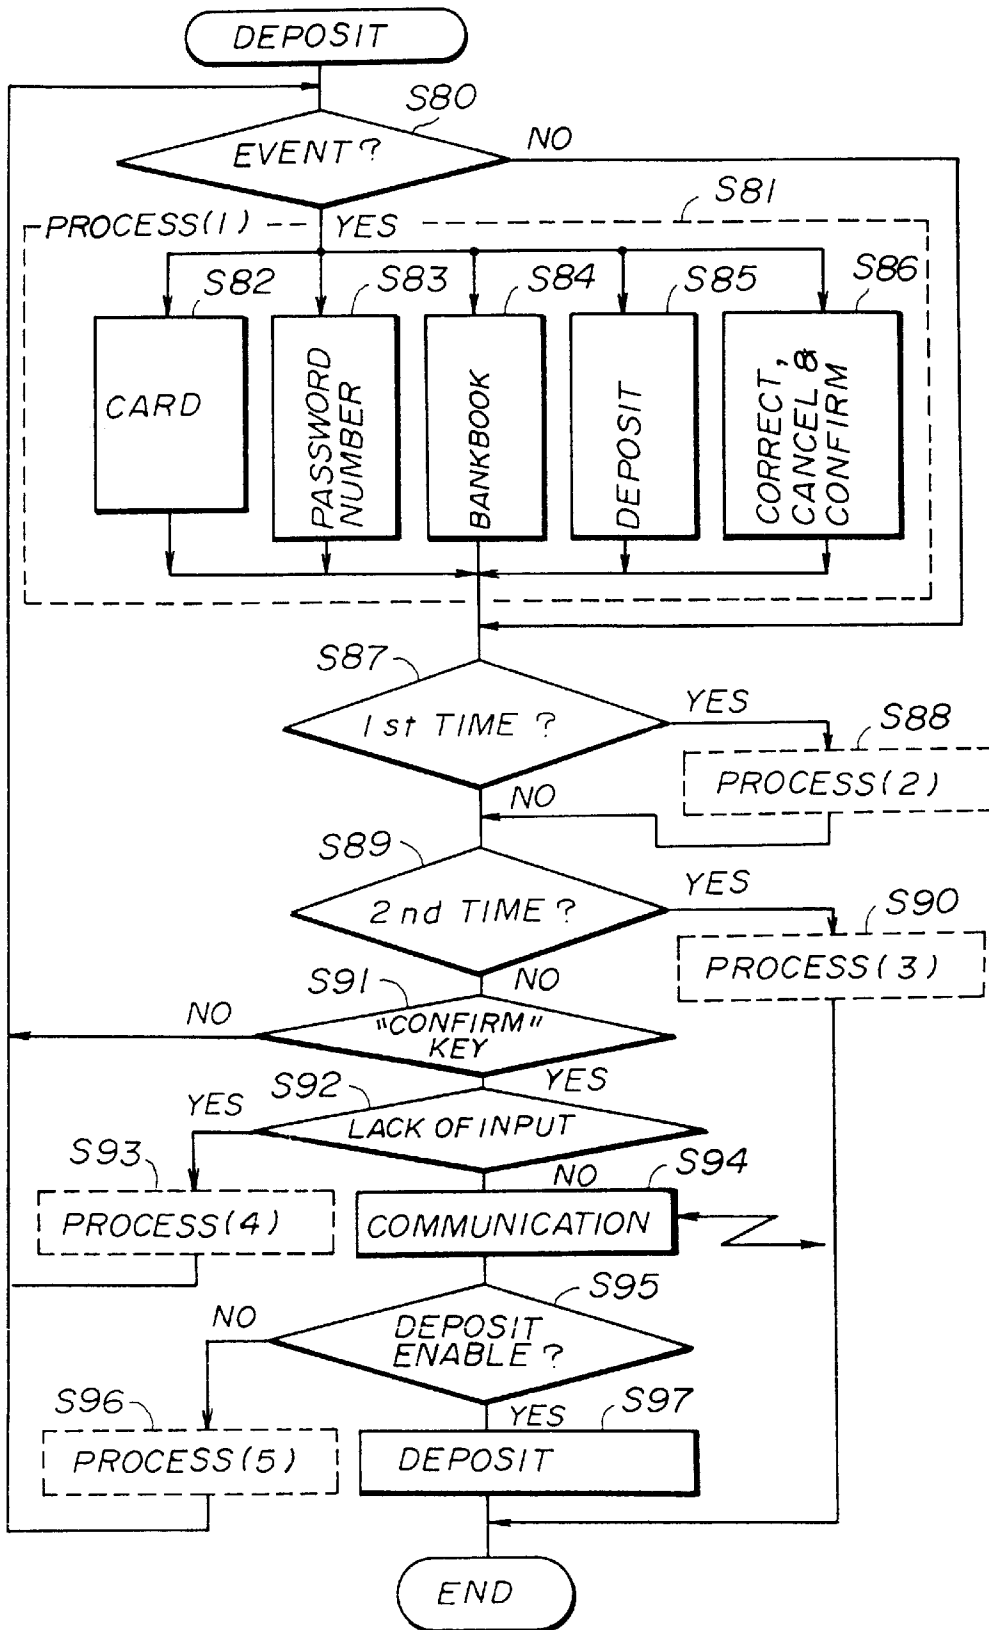 DEPOSIT
S80
EVENT?
NO
S81
PROCESS(1)
YES
S82
S83
S84
S85
S86
CARD
PASSWORD
NUMBER
BANKBOOK
DEPOSIT
CORRECT,
CANCEL &
CONFIRM
S87
1st TIME?
YES
S88
PROCESS(2)
NO
S89
2nd TIME?
YES
S90
PROCESS(3)
NO
S91
NO
"CONFIRM"
KEY
YES
S92
YES
LACK OF INPUT
S93
NO
S94
PROCESS(4)
COMMUNICATION
S95
NO
DEPOSIT
ENABLE?
S96
YES
S97
PROCESS(5)
DEPOSIT
END